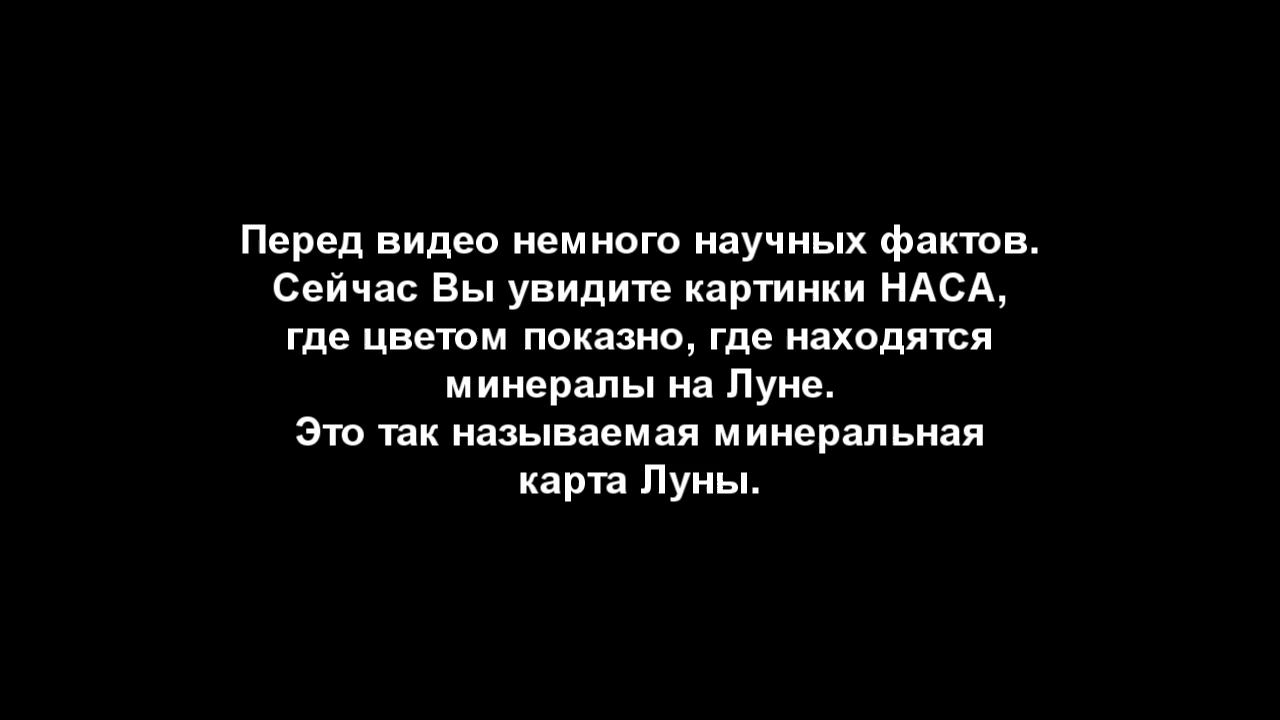 Перед видео немного научных фактов.
Сейчас Вы увидите картинки НАСА,
где цветом показно, где находятся
минералы на Луне.
Это так называемая минеральная
карта Луны.